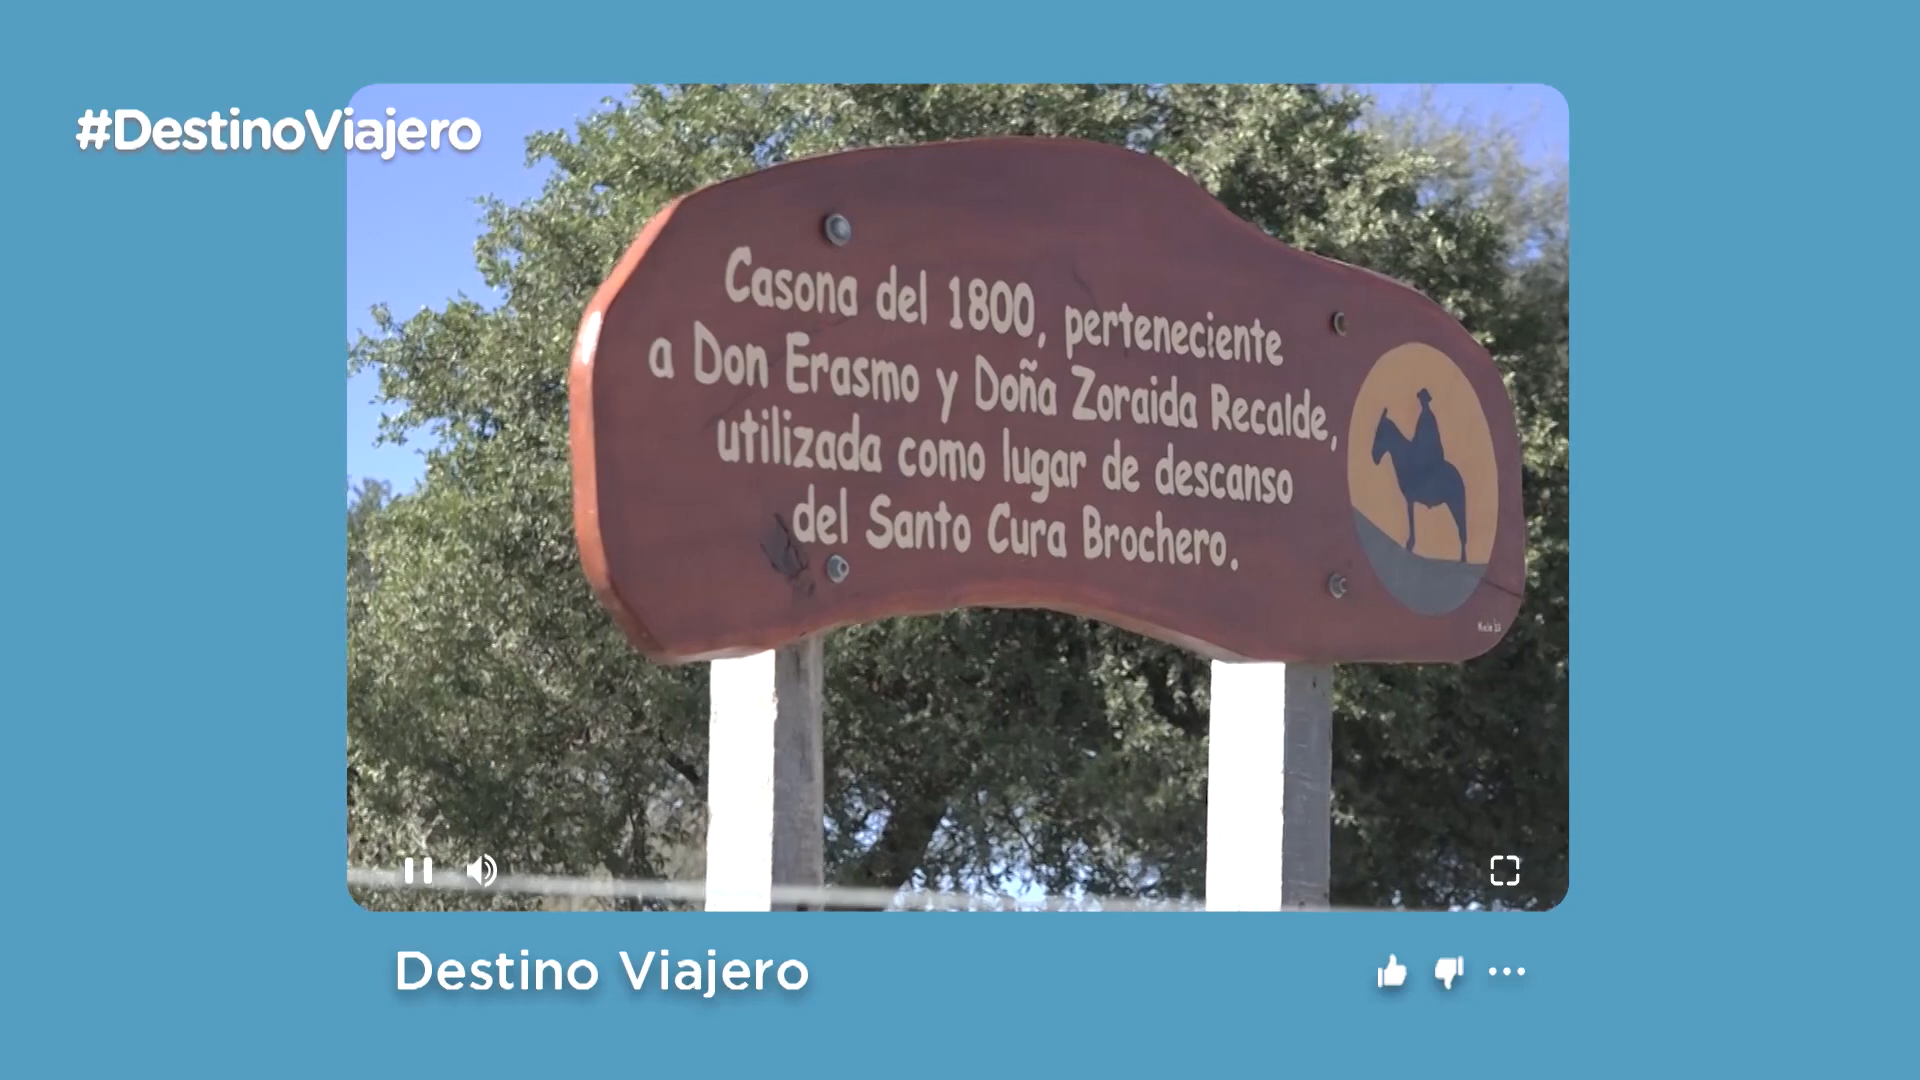 #DestinoViajero
Casona del 1800, perteneciente
a Don Erasmo y Doña Zoraida Recalde,
utilizada como lugar de descanso
del Santo Cura Brochero.
Destino Viajero